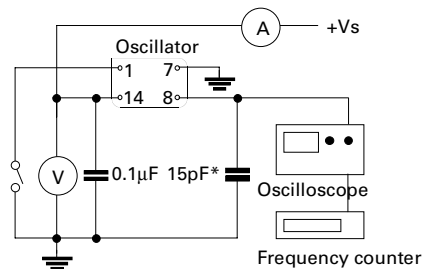 A
+Vs
Oscillator
1 7
14 8
V
0.1µF 15pF*
Oscilloscope
Frequency counter